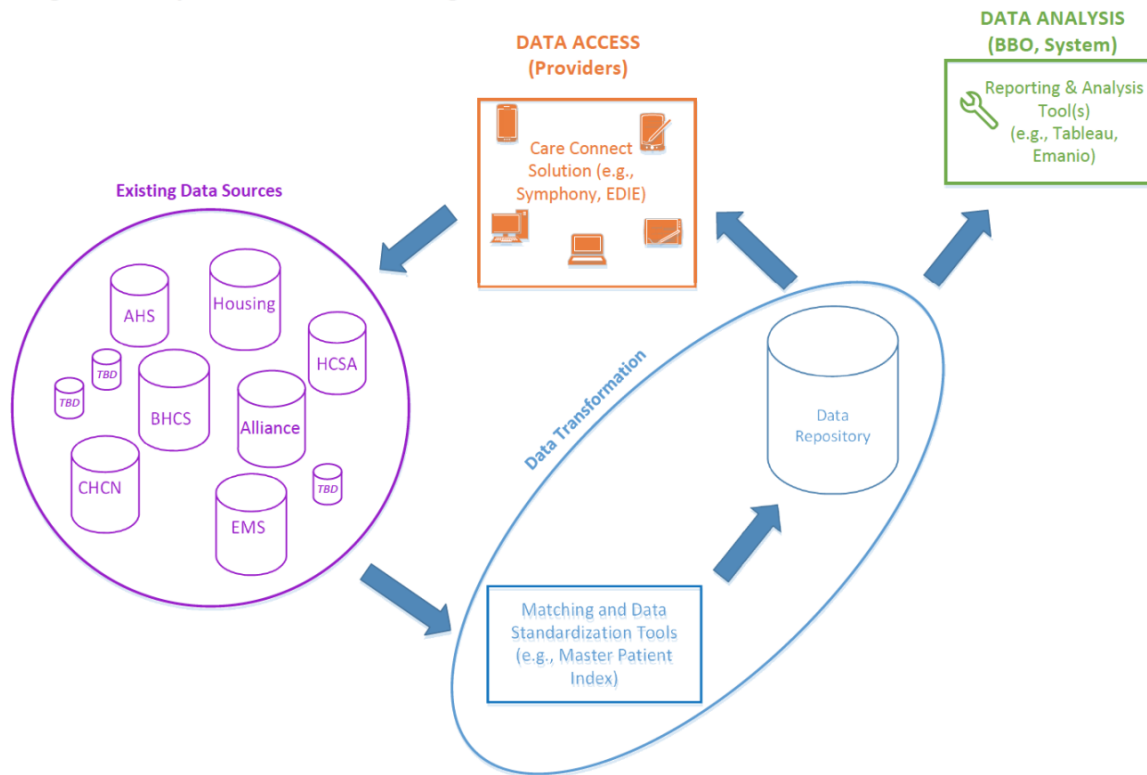 DATA ANALYSIS
(BBO, System)
DATA ACCESS
(Providers)
Reporting & Analysis
Tool(s)
(e.g., Tableau,
Emanio)
Care Connect
Solution (e.g.,
Symphony, EDIE)
Existing Data Sources
AHS
Housing
HCSA
TBD
TBD
BHCS
Alliance
CHCN
EMS
TBD
Data Transformation
Data
Repository
Matching and Data
Standardization Tools
(e.g., Master Patient
Index)